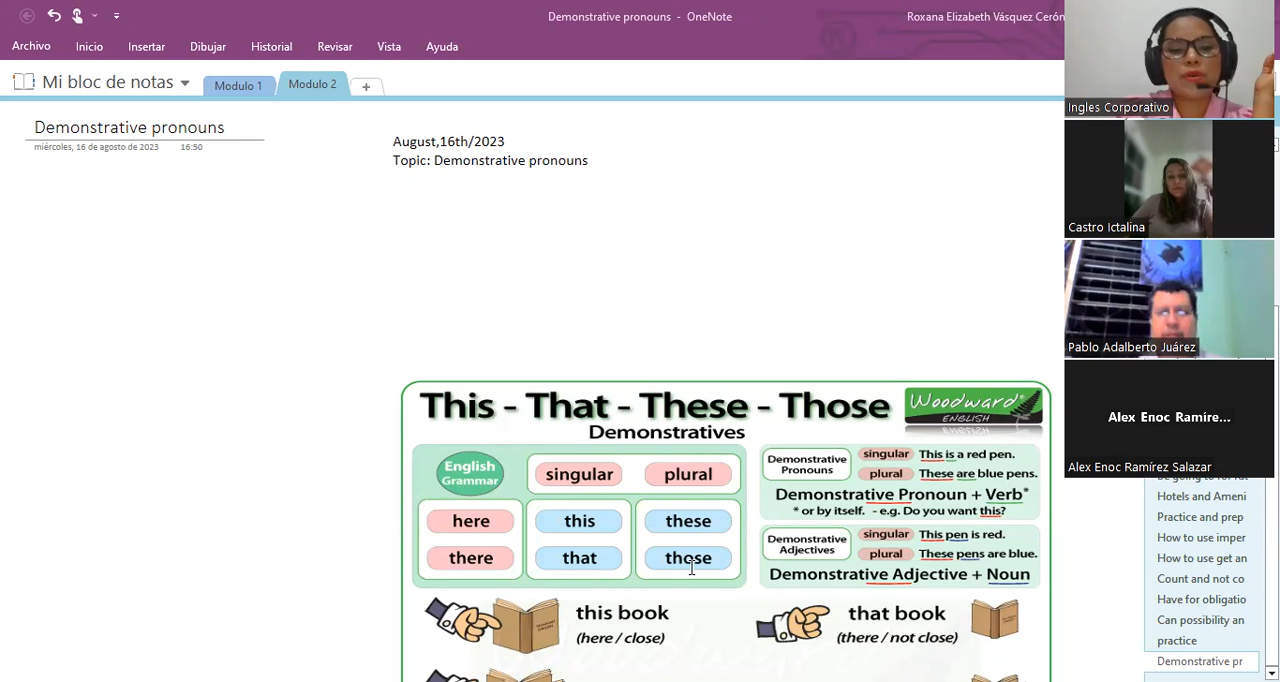 Demonstrative pronouns - OneNote
Roxana Elizabeth Vásquez Cerón
Archivo Inicio Insertar Dibujar Historial Revisar Vista Ayuda
Mi bloc de notas Modulo 1 Modulo 2 +
Demonstrative pronouns
miércoles, 16 de agosto de 2023 16:50
August,16th/2023
Topic: Demonstrative pronouns
This - That - These - Those
Demonstratives
Woodward
ENGLISH
English
Grammar
singular plural
here this these
there that those
Demonstrative
Pronouns
singular This is a red pen.
plural These are blue pens.
Demonstrative Pronoun + Verb*
* or by itself. - e.g. Do you want this?
Demonstrative
Adjectives
singular This pen is red.
plural These pens are blue.
Demonstrative Adjective + Noun
this book
(here / close)
that book
(there / not close)
Ingles Corporativo
Castro Ictalina
Pablo Adalberto Juárez
Alex Enoc Ramíre...
Alex Enoc Ramírez Salazar
Hotels and Ameni
Practice and prep
How to use imper
How to use get an
Count and not co
Have for obligatio
Can possibility an
practice
Demonstrative pr